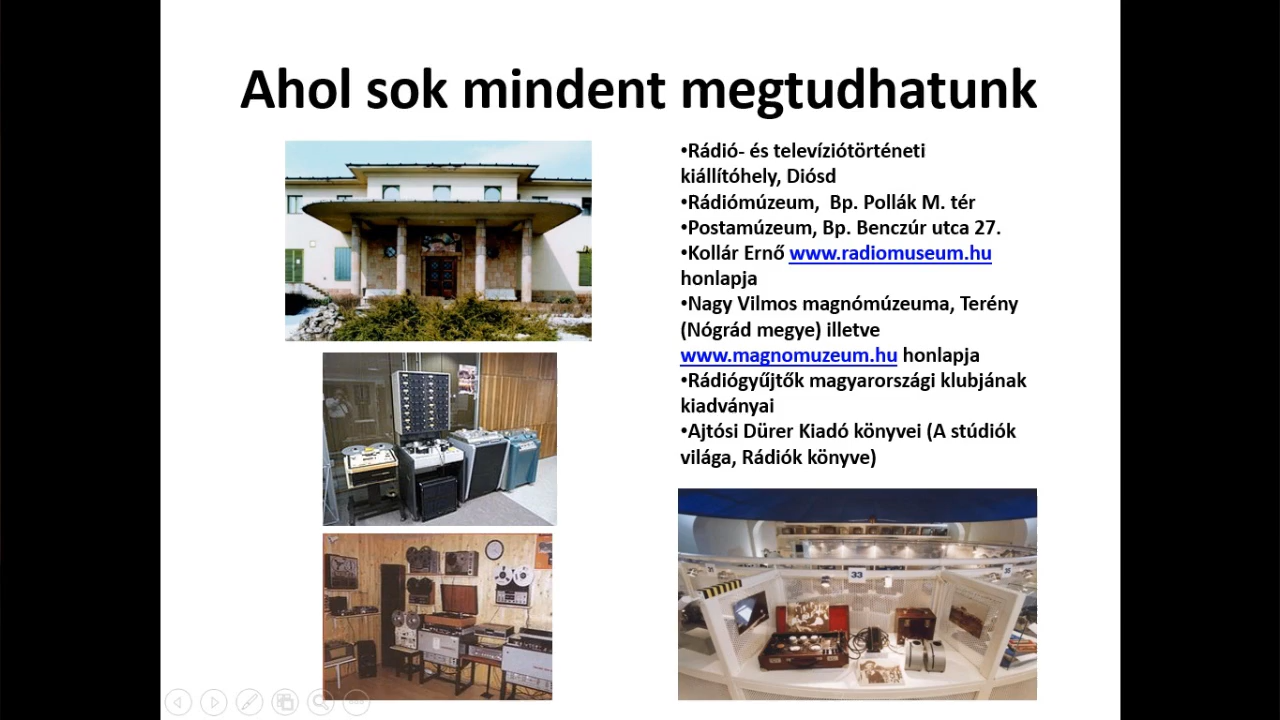 Ahol sok mindent megtudhatunk
•Rádió- és televíziótörténeti
kiállítóhely, Diósd
•Rádiómúzeum,  Bp. Pollák M. tér
•Postamúzeum, Bp. Benczúr utca 27.
•Kollár Ernő www.radiomuseum.hu
honlapja
•Nagy Vilmos magnómúzeuma, Terény
(Nógrád megye) illetve
www.magnomuzeum.hu honlapja
•Rádiógyűjtők magyarországi klubjának
kiadványai
•Ajtósi Dürer Kiadó könyvei (A stúdiók
világa, Rádiók könyve)
33